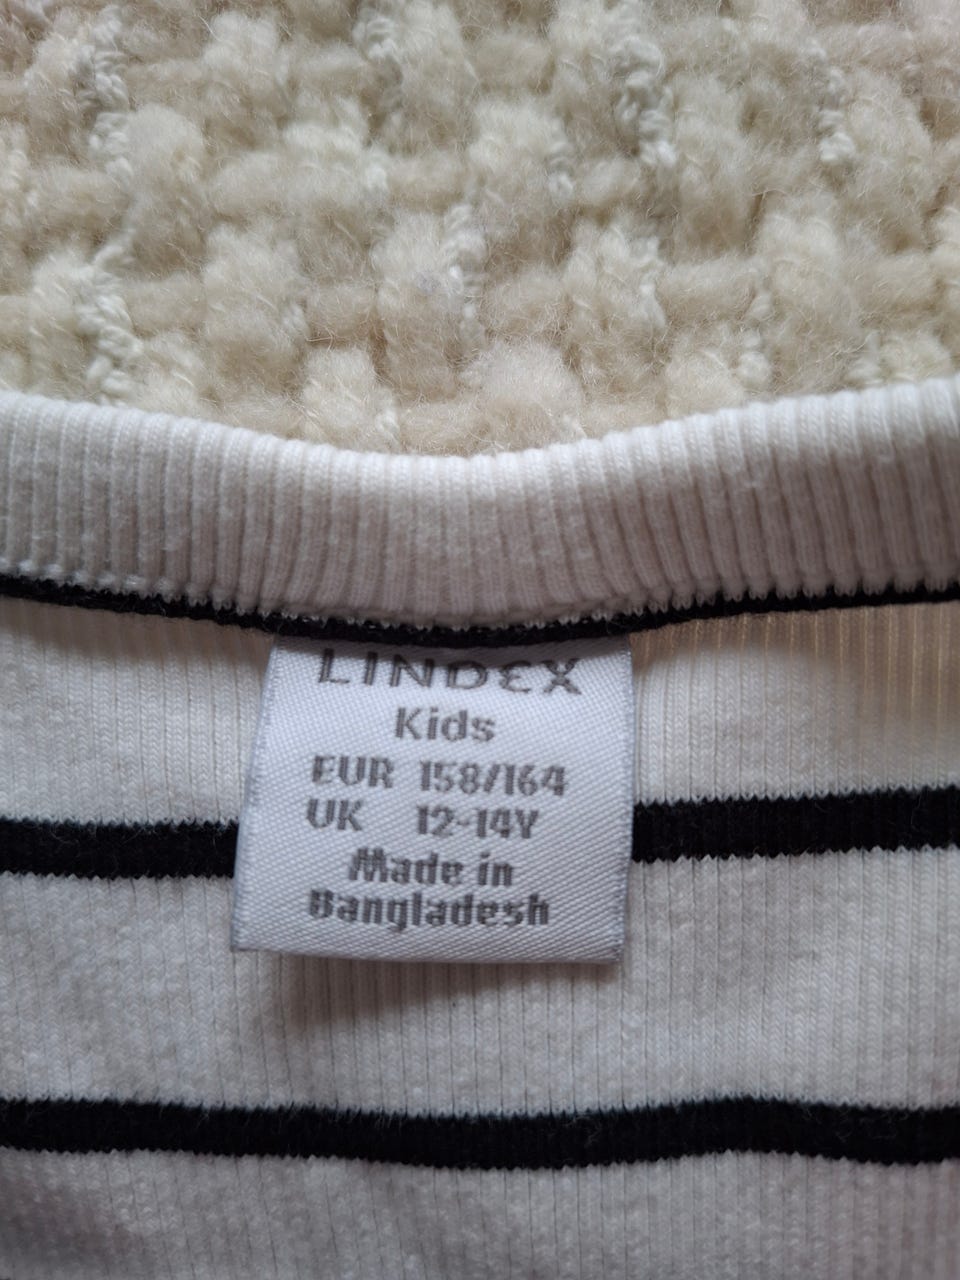 LINDEX
Kids
EUR 158/164
UK 12-14Y
Made in
Bangladesh